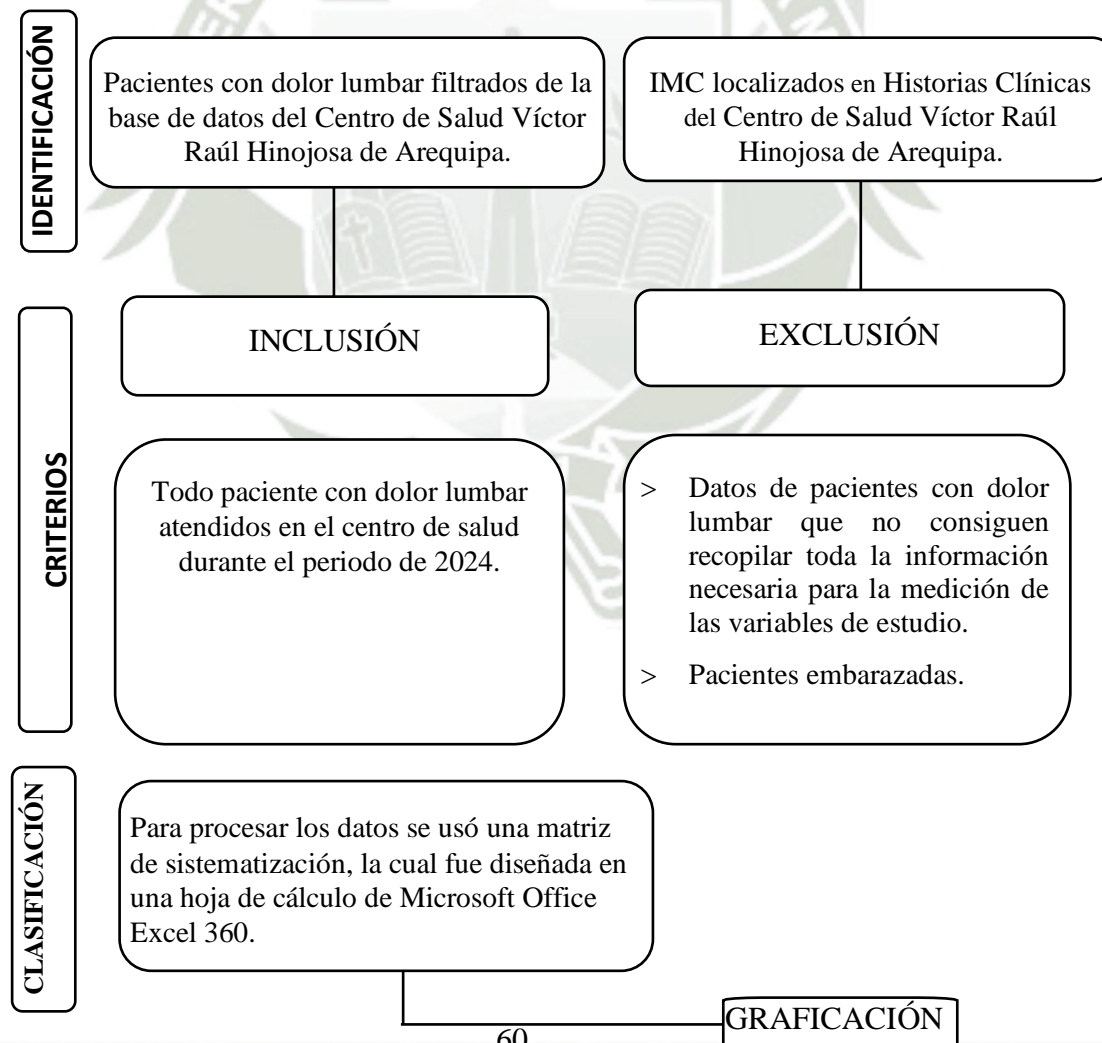 IDENTIFICACIÓN
Pacientes con dolor lumbar filtrados de la
base de datos del Centro de Salud Víctor
Raúl Hinojosa de Arequipa.
IMC localizados en Historias Clínicas
del Centro de Salud Víctor Raúl
Hinojosa de Arequipa.
CRITERIOS
INCLUSIÓN
EXCLUSIÓN
Todo paciente con dolor lumbar
atendidos en el centro de salud
durante el periodo de 2024.
> Datos de pacientes con dolor
lumbar que no consiguen
recopilar toda la información
necesaria para la medición de
las variables de estudio.
> Pacientes embarazadas.
CLASIFICACIÓN
Para procesar los datos se usó una matriz
de sistematización, la cual fue diseñada en
una hoja de cálculo de Microsoft Office
Excel 360.
GRAFICACIÓN
60